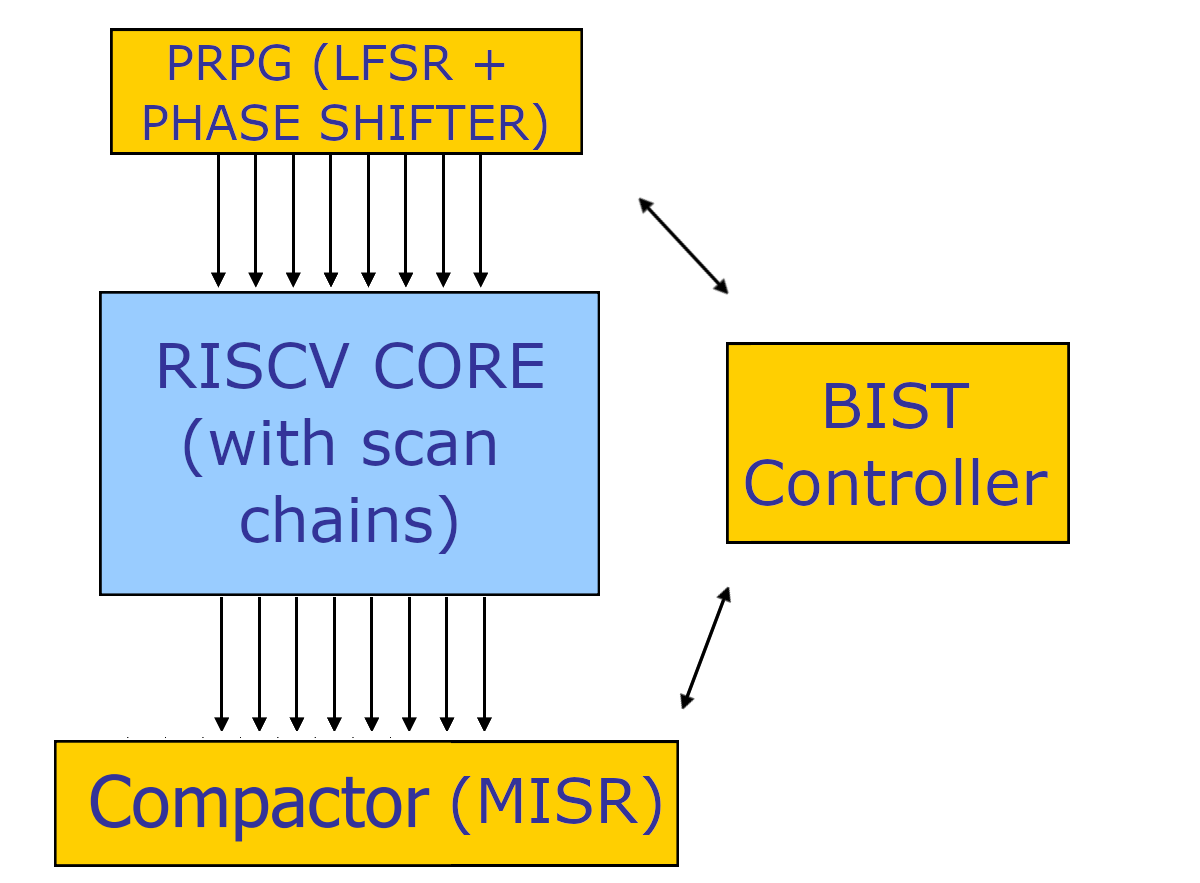 PRPG (LFSR +
PHASE SHIFTER)
RISCV CORE
(with scan
chains)
BIST
Controller
Compactor (MISR)